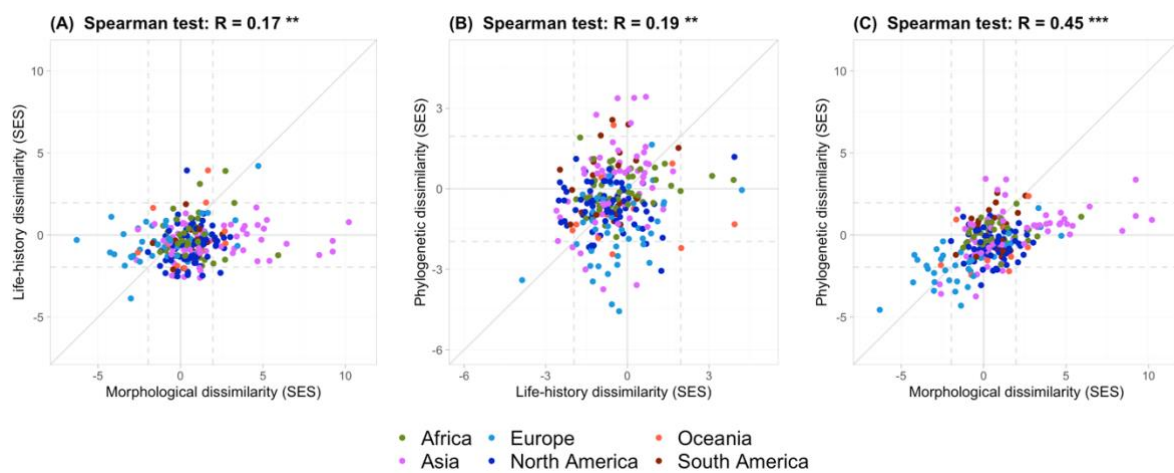 (A) Spearman test: R = 0.17 **
(B) Spearman test: R = 0.19 **
(C) Spearman test: R = 0.45 ***
Life-history dissimilarity (SES)
10
5
0
-5
-5 0 5 10
Morphological dissimilarity (SES)
Phylogenetic dissimilarity (SES)
3
0
-3
-6
-6 -3 0 3
Life-history dissimilarity (SES)
Phylogenetic dissimilarity (SES)
10
5
0
-5
-5 0 5 10
Morphological dissimilarity (SES)
Africa Europe Oceania
Asia North America South America